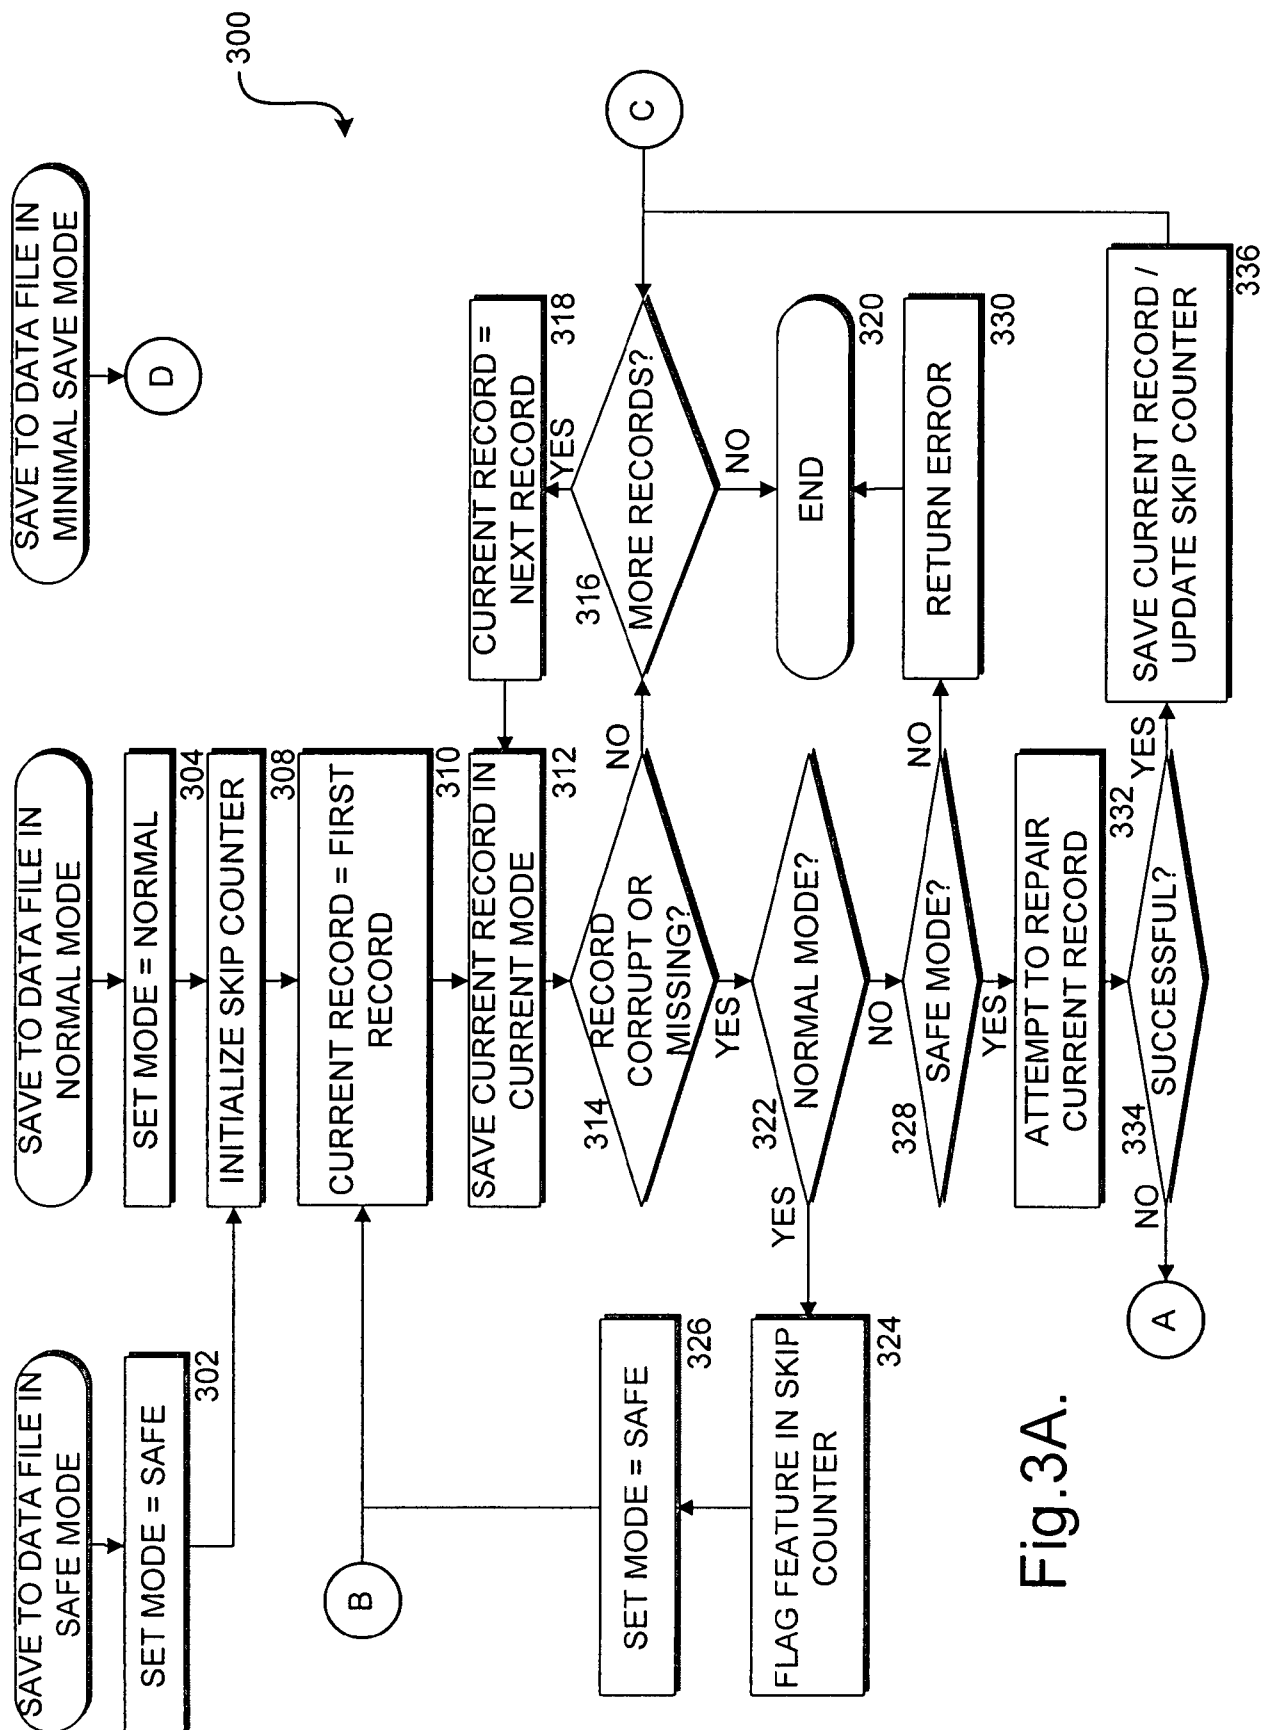 300
SAVE TO DATA FILE IN
SAFE MODE
SAVE TO DATA FILE IN
NORMAL MODE
SAVE TO DATA FILE IN
MINIMAL SAVE MODE
SET MODE = SAFE
302
SET MODE = NORMAL
304
D
INITIALIZE SKIP COUNTER
308
B
CURRENT RECORD = FIRST
RECORD
310
SAVE CURRENT RECORD IN
CURRENT MODE
312
CURRENT RECORD =
NEXT RECORD
318
YES
314
RECORD
CORRUPT OR
MISSING?
NO
316
MORE RECORDS?
C
YES
NO
SET MODE = SAFE
326
YES
322
NORMAL MODE?
END
320
NO
FLAG FEATURE IN SKIP
COUNTER
324
328
SAFE MODE?
NO
RETURN ERROR
330
YES
ATTEMPT TO REPAIR
CURRENT RECORD
332
A
NO
334
SUCCESSFUL?
YES
SAVE CURRENT RECORD /
UPDATE SKIP COUNTER
336
Fig.3A.